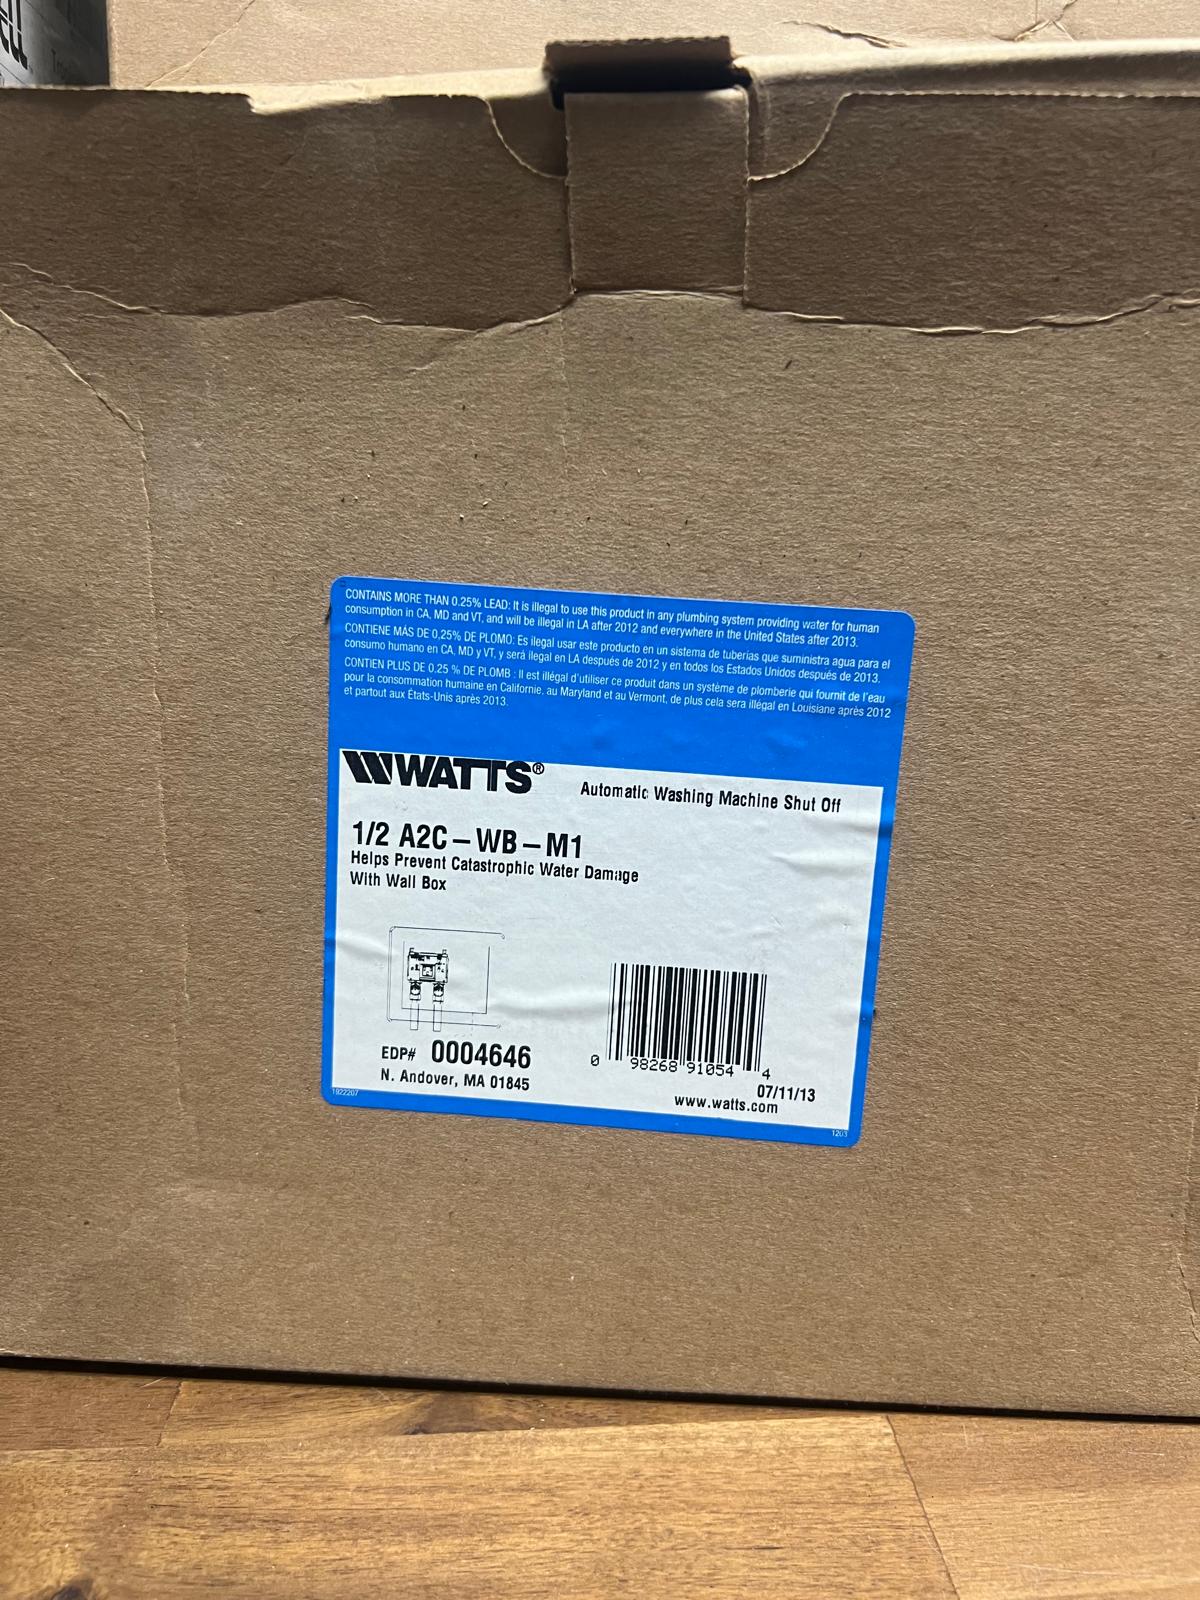 CONTAINS MORE THAN 0.25% LEAD: It is illegal to use this product in any plumbing system providing water for human
consumption in CA, MD and VT, and will be illegal in LA after 2012 and everywhere in the United States after 2013.
CONTIENE MÁS DE 0,25% DE PLOMO: Es ilegal usar este producto en un sistema de tuberías que suministra agua para el
consumo humano en CA, MD y VT, y será ilegal en LA después de 2012 y en todos los Estados Unidos después de 2013.
CONTIEN PLUS DE 0.25 % DE PLOMB : Il est illégal d'utiliser ce produit dans un système de plomberie qui fournit de l'eau
pour la consommation humaine en Californie, au Maryland et au Vermont, de plus cela sera illégal en Louisiane après 2012
et partout aux États-Unis après 2013.
WATTS®
Automatic Washing Machine Shut Off
1/2 A2C-WB-M1
Helps Prevent Catastrophic Water Damage
With Wall Box
EDP# 0004646
N. Andover, MA 01845
0 98268 91054 4
07/11/13
www.watts.com
1922207
1203